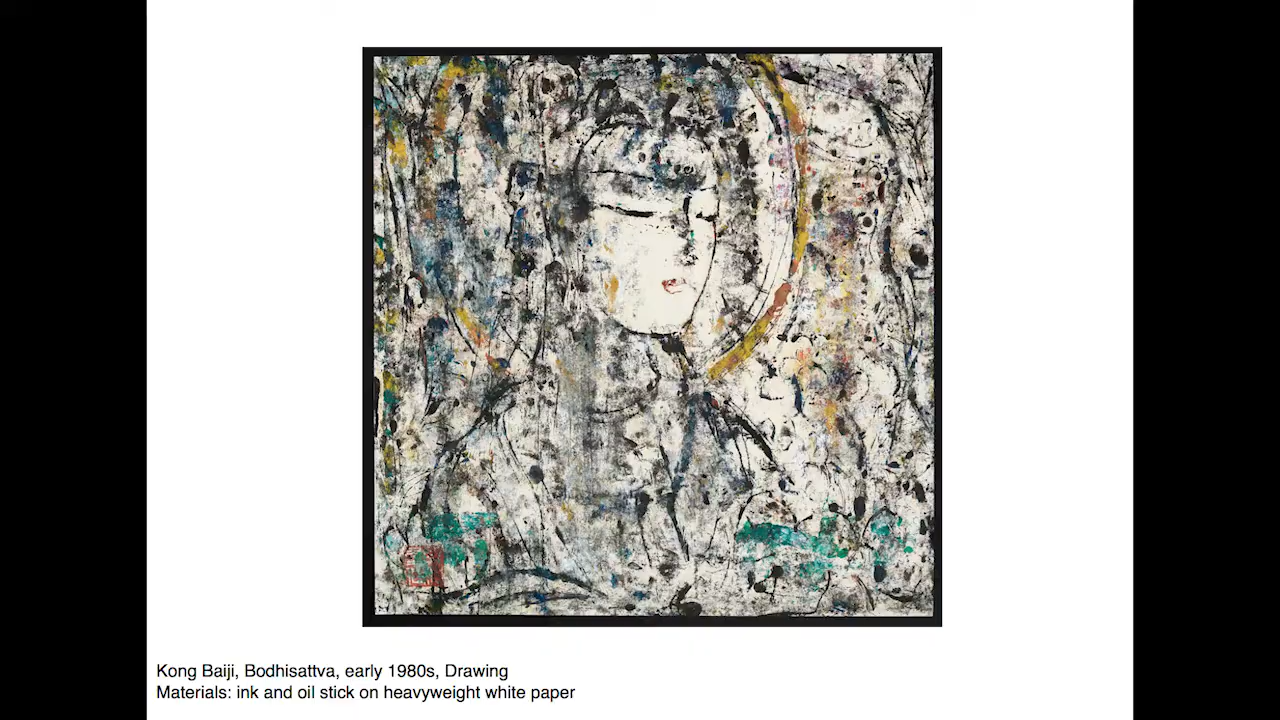 Kong Baiji, Bodhisattva, early 1980s, Drawing
Materials: ink and oil stick on heavyweight white paper